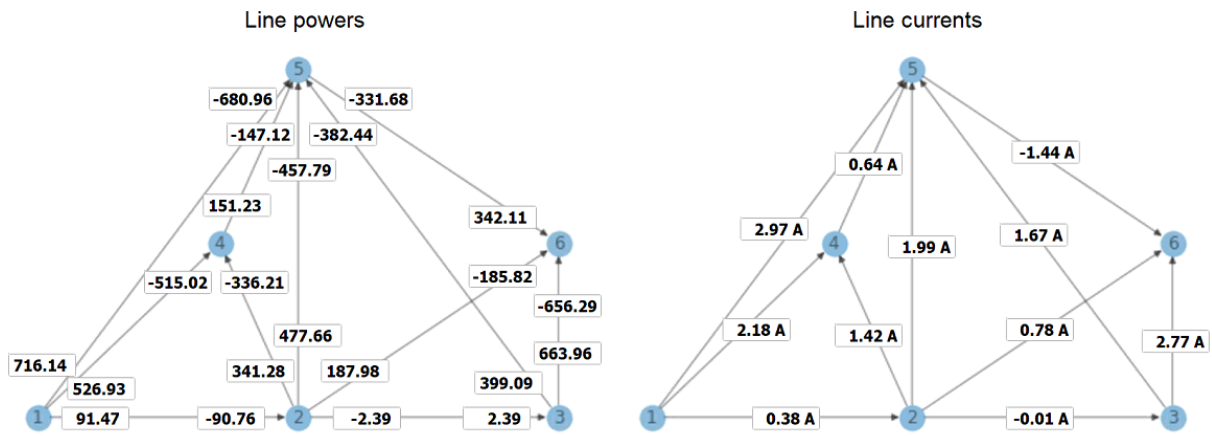 Line powers
Line currents
5
-680.96
-331.68
-147.12
-382.44
-457.79
151.23
342.11
4
6
-515.02
-336.21
-185.82
-656.29
477.66
663.96
716.14
526.93
341.28
187.98
399.09
1
91.47
-90.76
2
-2.39
2.39
3
5
-1.44 A
0.64 A
2.97 A
1.99 A
1.67 A
4
6
2.18 A
1.42 A
0.78 A
2.77 A
1
0.38 A
2
-0.01 A
3